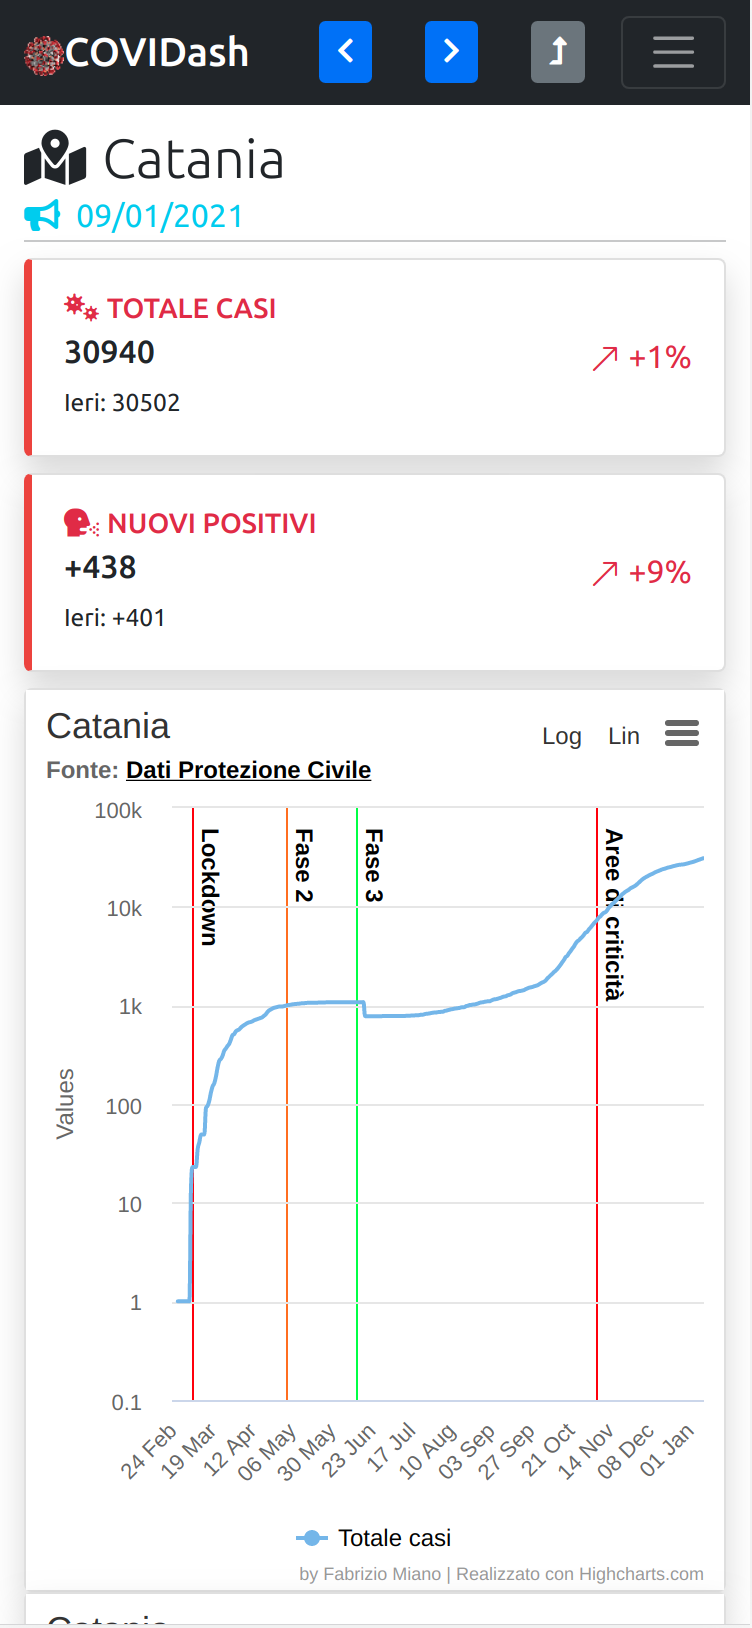 COVIDash
Catania
09/01/2021
TOTALE CASI
30940
+1%
Ieri: 30502
NUOVI POSITIVI
+438
+9%
Ieri: +401
Catania
Log Lin
Fonte: Dati Protezione Civile
100k
10k
1k
100
10
1
0.1
Values
Lockdown
Fase 2
Fase 3
Aree di criticità
24 Feb
19 Mar
12 Apr
06 May
30 May
23 Jun
17 Jul
10 Aug
03 Sep
27 Sep
21 Oct
14 Nov
08 Dec
01 Jan
Totale casi
by Fabrizio Miano | Realizzato con Highcharts.com
Catania